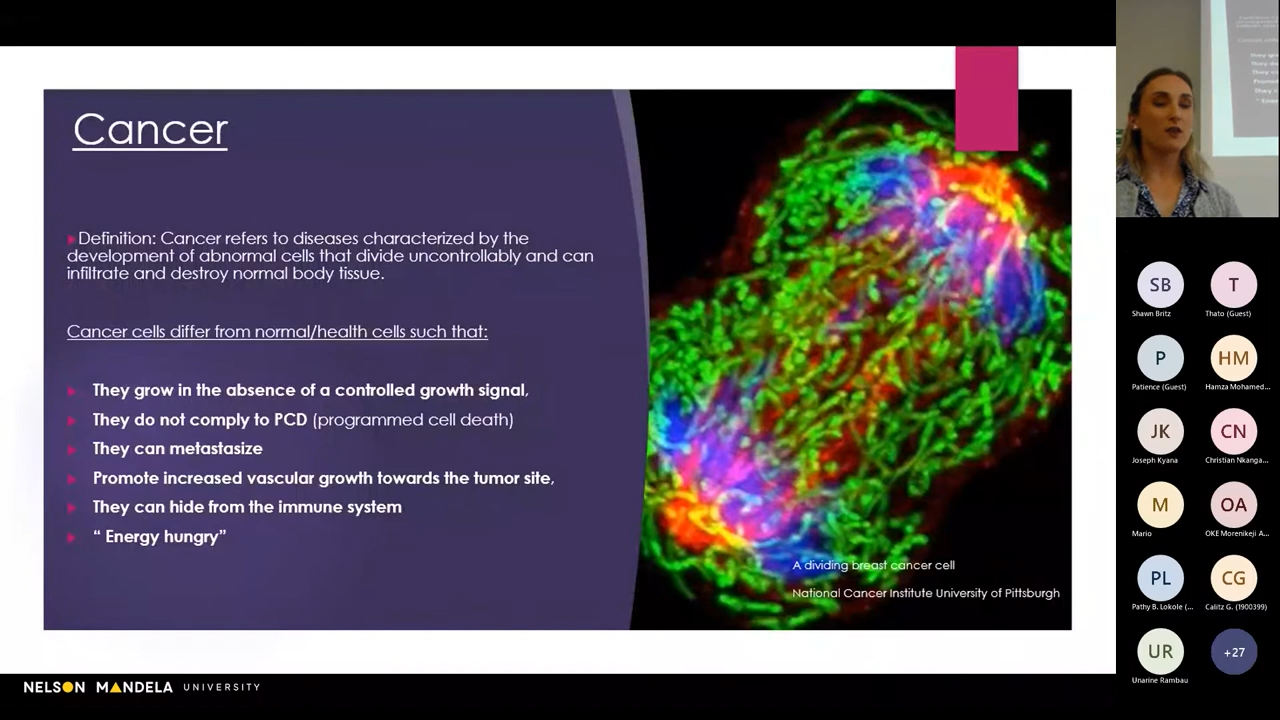 Cancer
Definition: Cancer refers to diseases characterized by the
development of abnormal cells that divide uncontrollably and can
infiltrate and destroy normal body tissue.
Cancer cells differ from normal/health cells such that:
They grow in the absence of a controlled growth signal,
They do not comply to PCD (programmed cell death)
They can metastasize
Promote increased vascular growth towards the tumor site,
They can hide from the immune system
“ Energy hungry”
A dividing breast cancer cell
National Cancer Institute University of Pittsburgh
NELSON MANDELA UNIVERSITY
SB
Shawn Britz
T
Thato (Guest)
P
Patience (Guest)
HM
Hamza Mohamed...
JK
Joseph Kyana
CN
Christian Nkanga...
M
Mario
OA
OKE Morenikeji A...
PL
Pathy B. Lokole (...
CG
Calitz G. (1900399)
UR
Unarine Rambau
+27